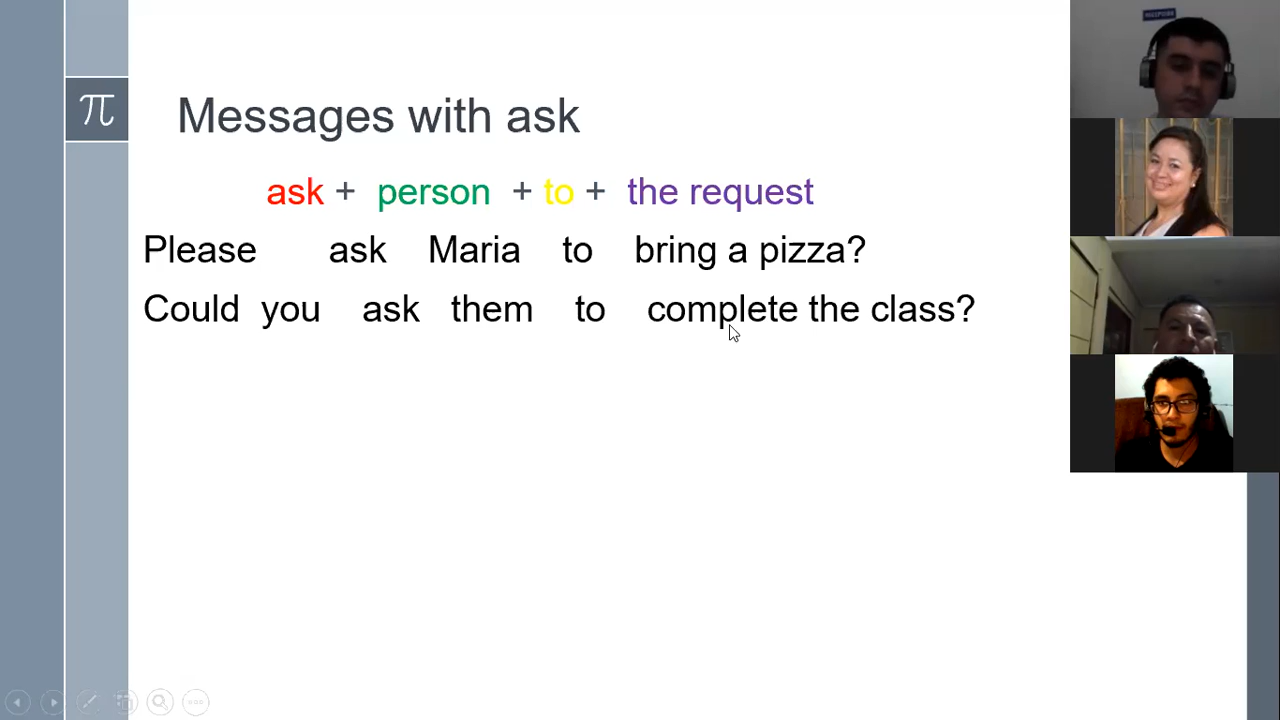 π
Messages with ask
ask + person + to + the request
Please ask Maria to bring a pizza?
Could you ask them to complete the class?